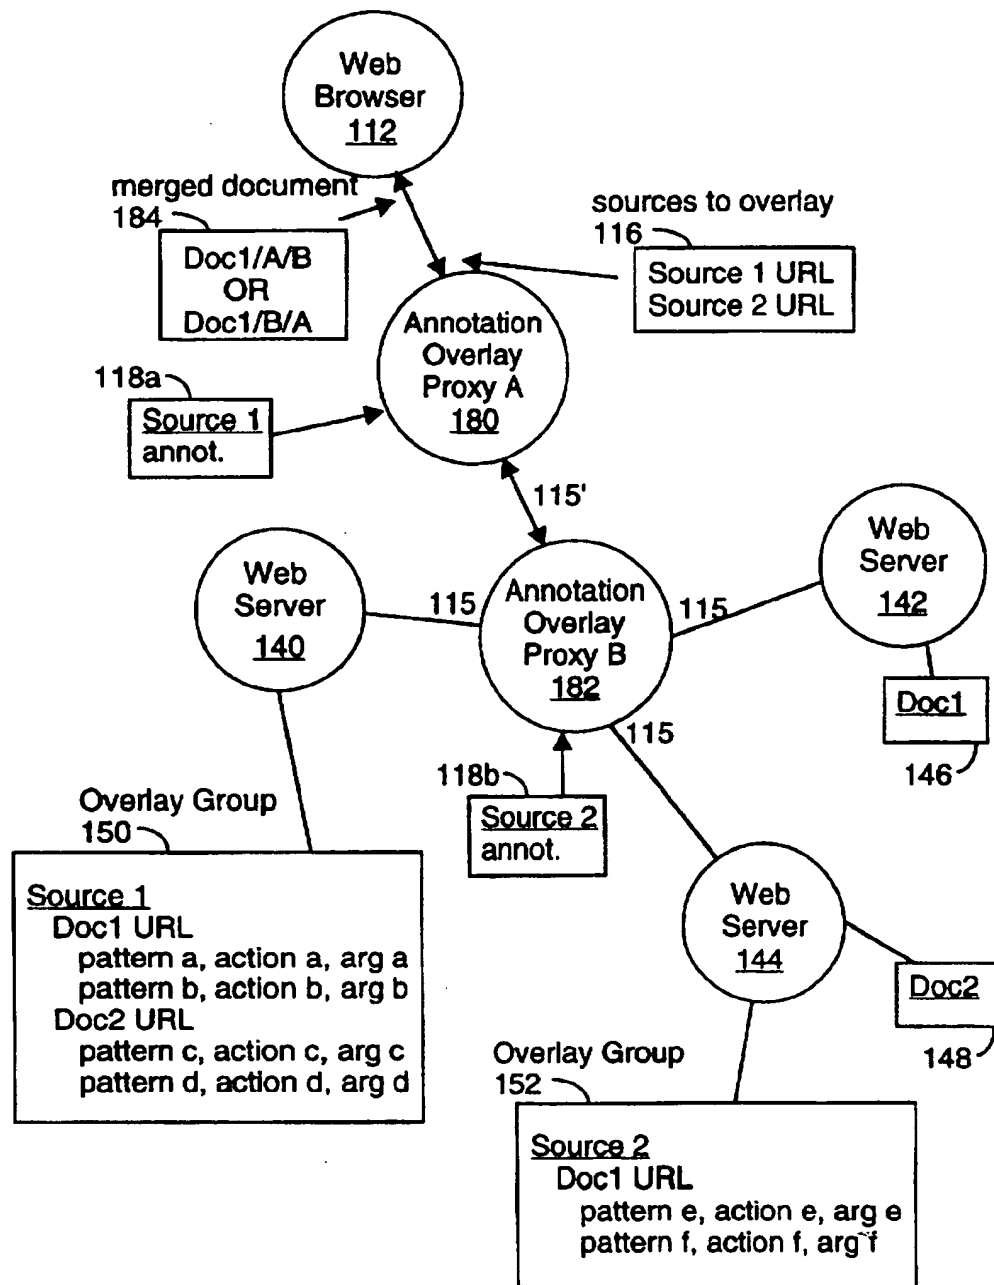 Web
Browser
112
merged document
184
Doc1/A/B
OR
Doc1/B/A
sources to overlay
116
Source 1 URL
Source 2 URL
Annotation
Overlay
Proxy A
180
118a
Source 1
annot.
115'
Web
Server
140
115
Annotation
Overlay
Proxy B
182
115
Web
Server
142
Doc1
146
115
118b
Source 2
annot.
Overlay Group
150
Source 1
Doc1 URL
pattern a, action a, arg a
pattern b, action b, arg b
Doc2 URL
pattern c, action c, arg c
pattern d, action d, arg d
Web
Server
144
Doc2
148
Overlay Group
152
Source 2
Doc1 URL
pattern e, action e, arg e
pattern f, action f, arg f